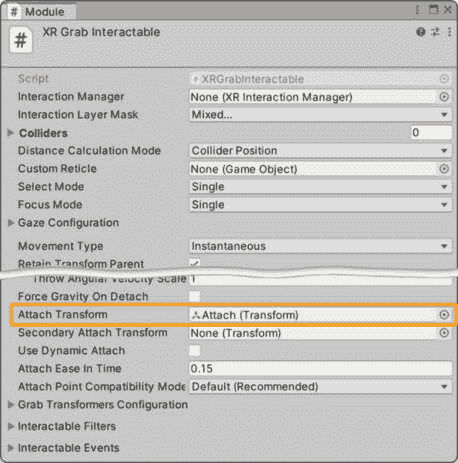 # Module
# XR Grab Interactable
Script # XRGrabInteractable
Interaction Manager None (XR Interaction Manager)
Interaction Layer Mask Mixed...
Colliders 0
Distance Calculation Mode Collider Position
Custom Reticle None (Game Object)
Select Mode Single
Focus Mode Single
Gaze Configuration
Movement Type Instantaneous
Retain Transform Parent
Throw Angular Velocity Scale 1
Force Gravity On Detach
Attach Transform Attach (Transform)
Secondary Attach Transform None (Transform)
Use Dynamic Attach
Attach Ease In Time 0.15
Attach Point Compatibility Mode Default (Recommended)
Grab Transformers Configuration
Interactable Filters
Interactable Events